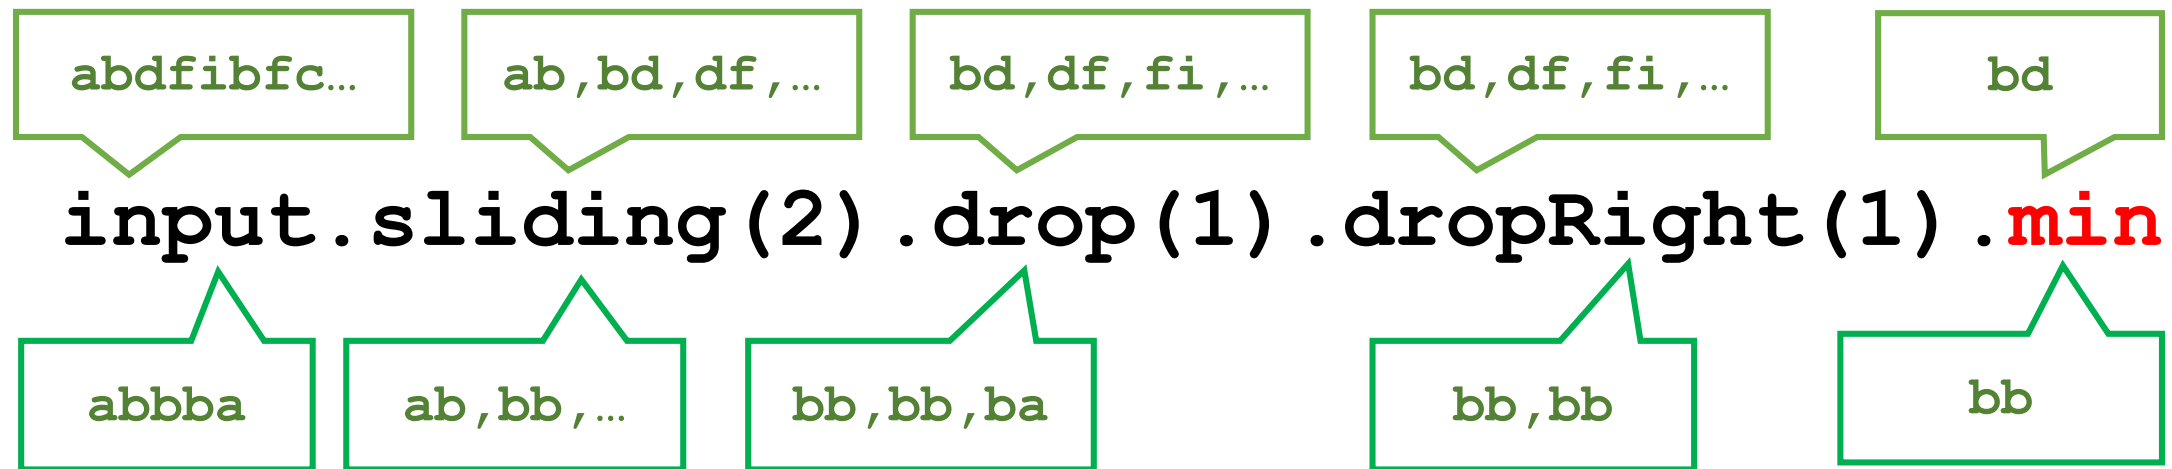 abdfibfc…
ab,bd,df,…
bd,df,fi,…
bd,df,fi,…
bd
input.sliding(2).drop(1).dropRight(1).min
abbba
ab,bb,…
bb,bb,ba
bb,bb
bb